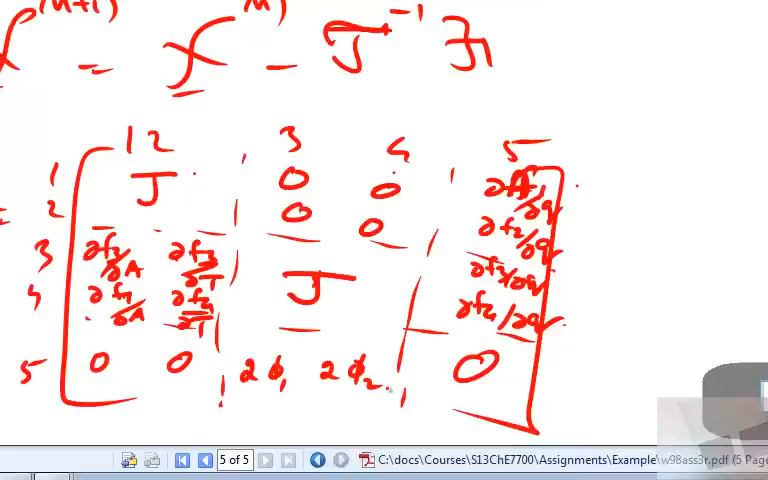 x^(n+1) = x^(n) - J^-1 f
1 2 3 4 5
1 J 0 0 ∂f1/∂q
2 0 0 ∂f2/∂q
3 ∂f3/∂A ∂f3/∂T J ∂f3/∂q
4 ∂f4/∂A ∂f4/∂T ∂f4/∂q
5 0 0 2ϕ1 2ϕ2 0
5 of 5 C:\docs\Courses\S13ChE7700\Assignments\Example\w98ass3r.pdf (5 Page